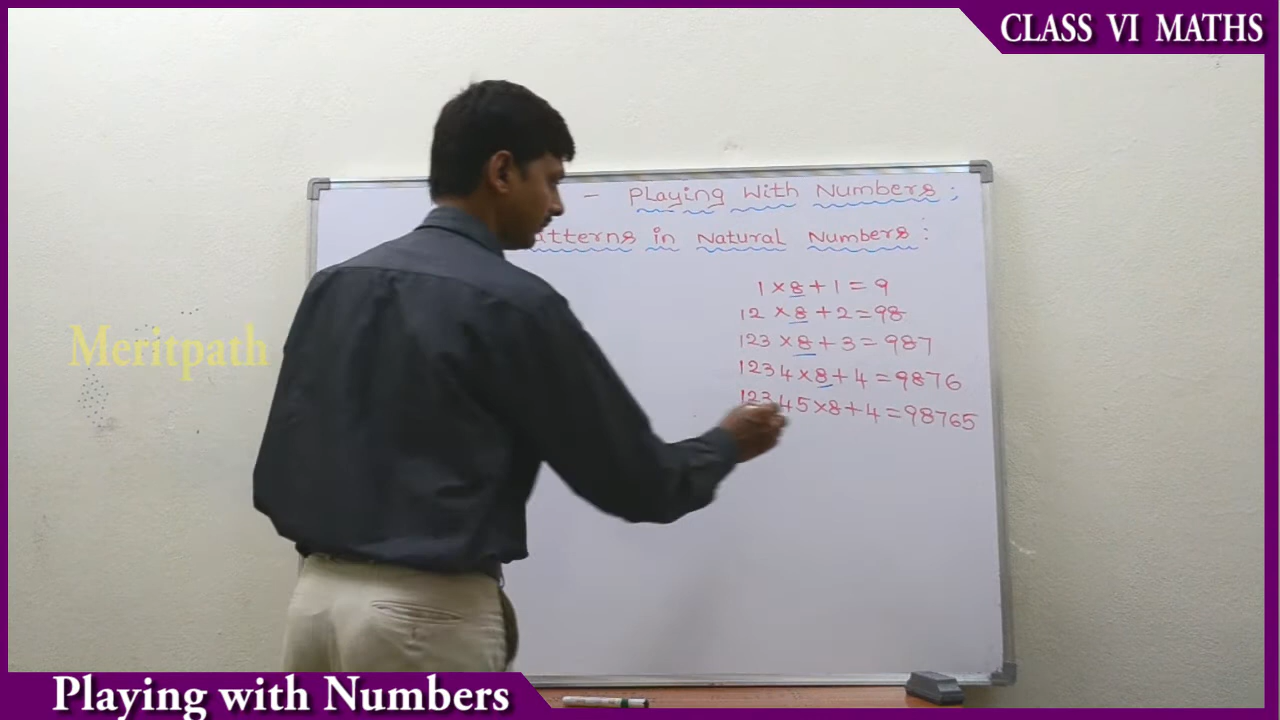 CLASS VI MATHS
- Playing With Numbers :
atterns in Natural Numbers :
1 × 8 + 1 = 9
12 × 8 + 2 = 98
123 × 8 + 3 = 987
1234 × 8 + 4 = 9876
12345 × 8 + 4 = 98765
Meritpath
Playing with Numbers